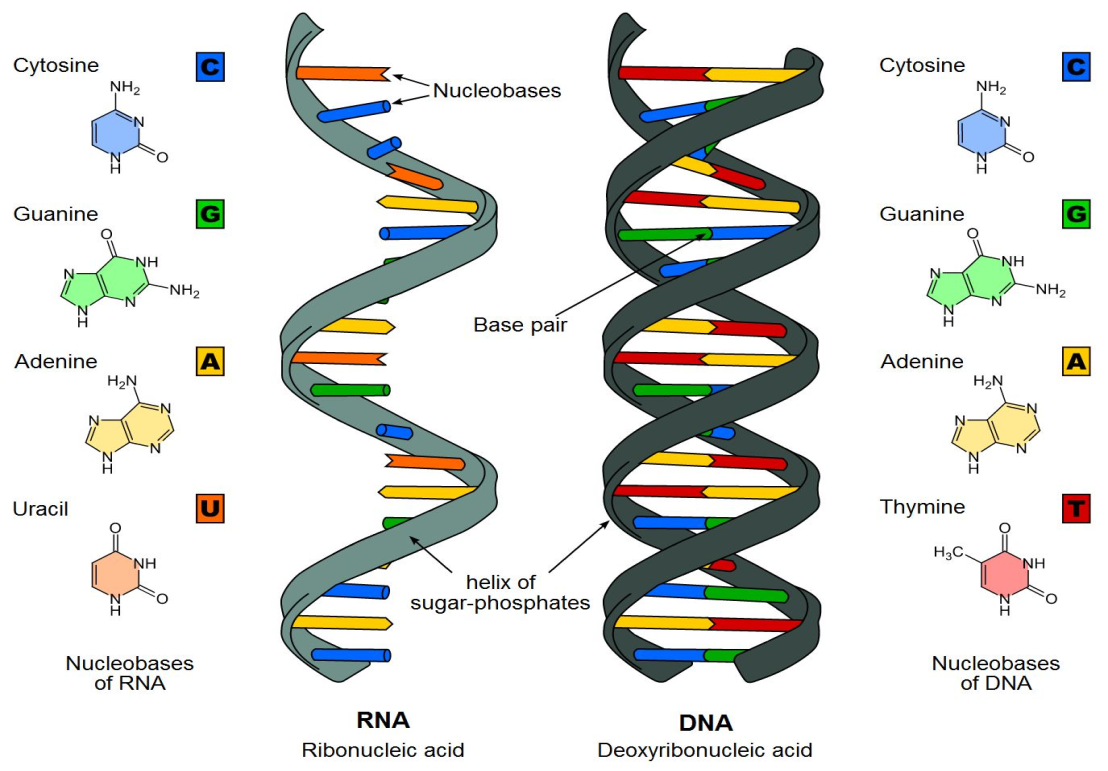 Cytosine
C
NH₂
N
N
H
O
Guanine
G
O
N
NH
N
H
N
NH₂
Adenine
A
H₂N
N
N
N
H
N
Uracil
U
O
NH
N
H
O
Nucleobases
of RNA
Nucleobases
Base pair
helix of
sugar-phosphates
RNA
Ribonucleic acid
DNA
Deoxyribonucleic acid
Cytosine
C
NH₂
N
N
H
O
Guanine
G
O
N
NH
N
H
N
NH₂
Adenine
A
H₂N
N
N
N
H
N
Thymine
T
O
H₃C
NH
N
H
O
Nucleobases
of DNA